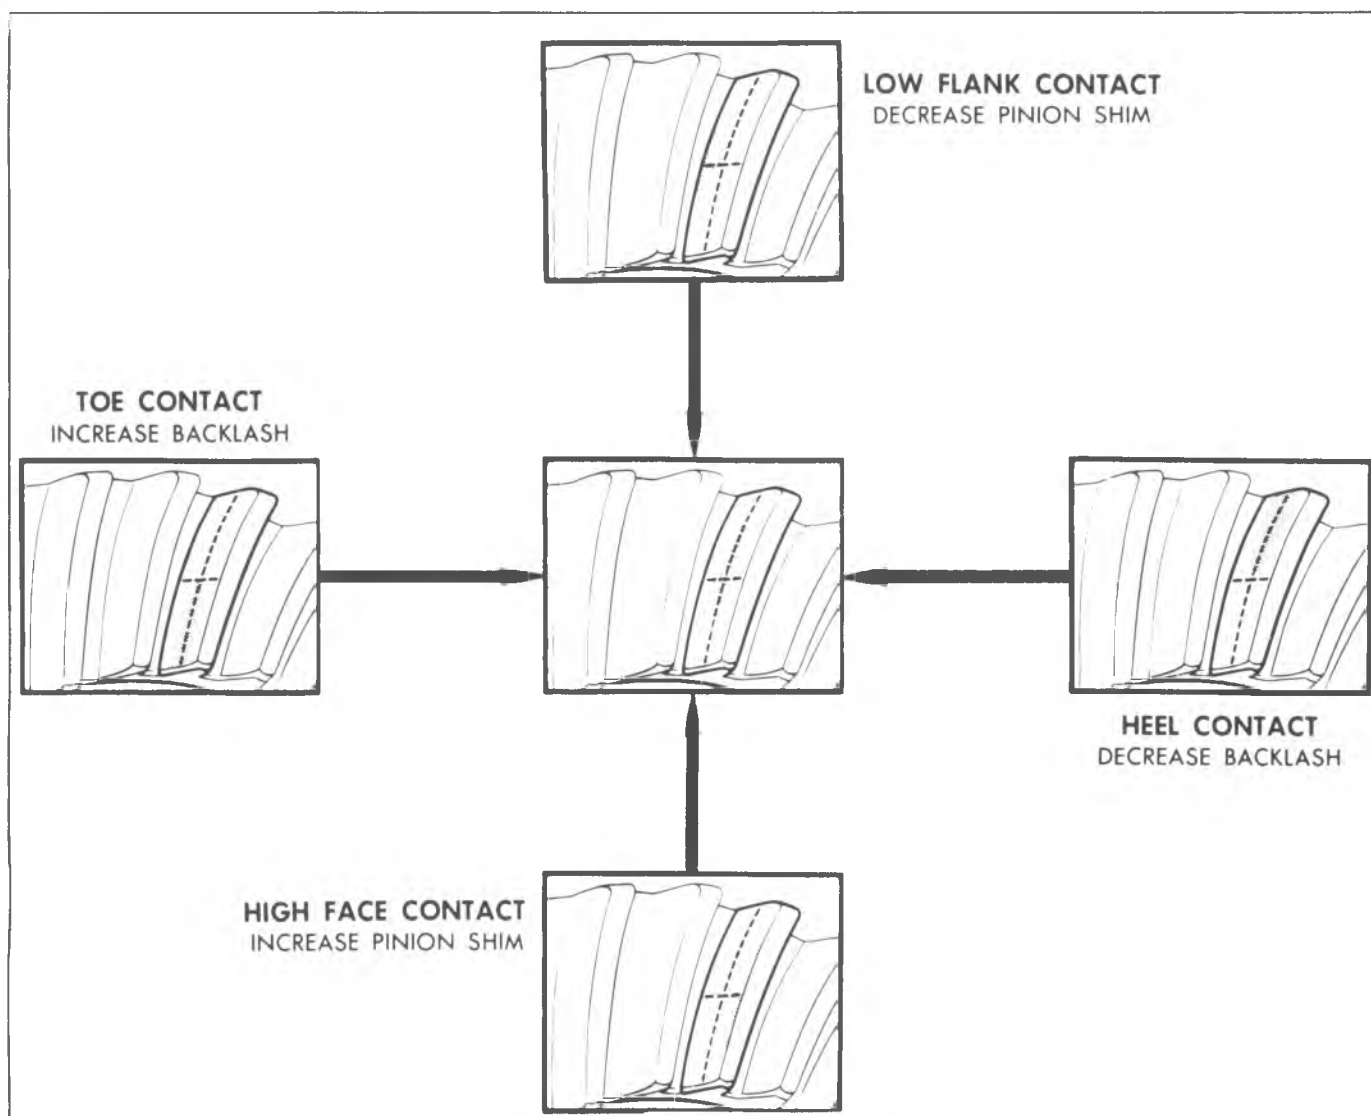 LOW FLANK CONTACT
DECREASE PINION SHIM
TOE CONTACT
INCREASE BACKLASH
HEEL CONTACT
DECREASE BACKLASH
HIGH FACE CONTACT
INCREASE PINION SHIM